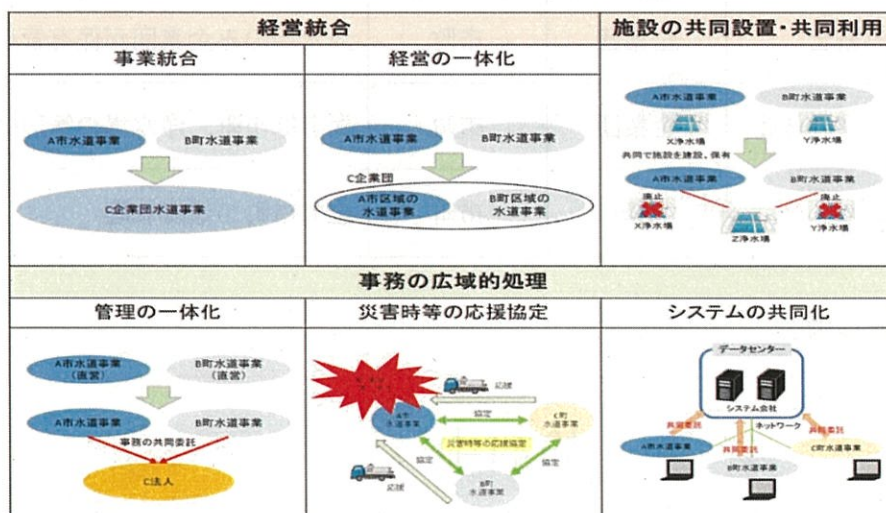 経営統合
施設の共同設置・共同利用
事業統合
経営の一体化
A市水道事業
B町水道事業
C企業団水道事業
A市水道事業
B町水道事業
C企業団
A市区域の
水道事業
B町区域の
水道事業
A市水道事業
B町水道事業
X浄水場
Y浄水場
共同で施設を建設、保有
A市水道事業
B町水道事業
廃止
廃止
X浄水場
Z浄水場
Y浄水場
事務の広域的処理
管理の一体化
災害時等の応援協定
システムの共同化
A市水道事業
(直営)
B町水道事業
(直営)
A市水道事業
B町水道事業
事務の共同委託
C法人
応援
A市
水道事業
協定
C町
水道事業
災害時等の応援協定
協定
協定
応援
B町
水道事業
データセンター
システム会社
ネットワーク
共同委託
共同委託
A市水道事業
共同委託
C町水道事業
B町水道事業